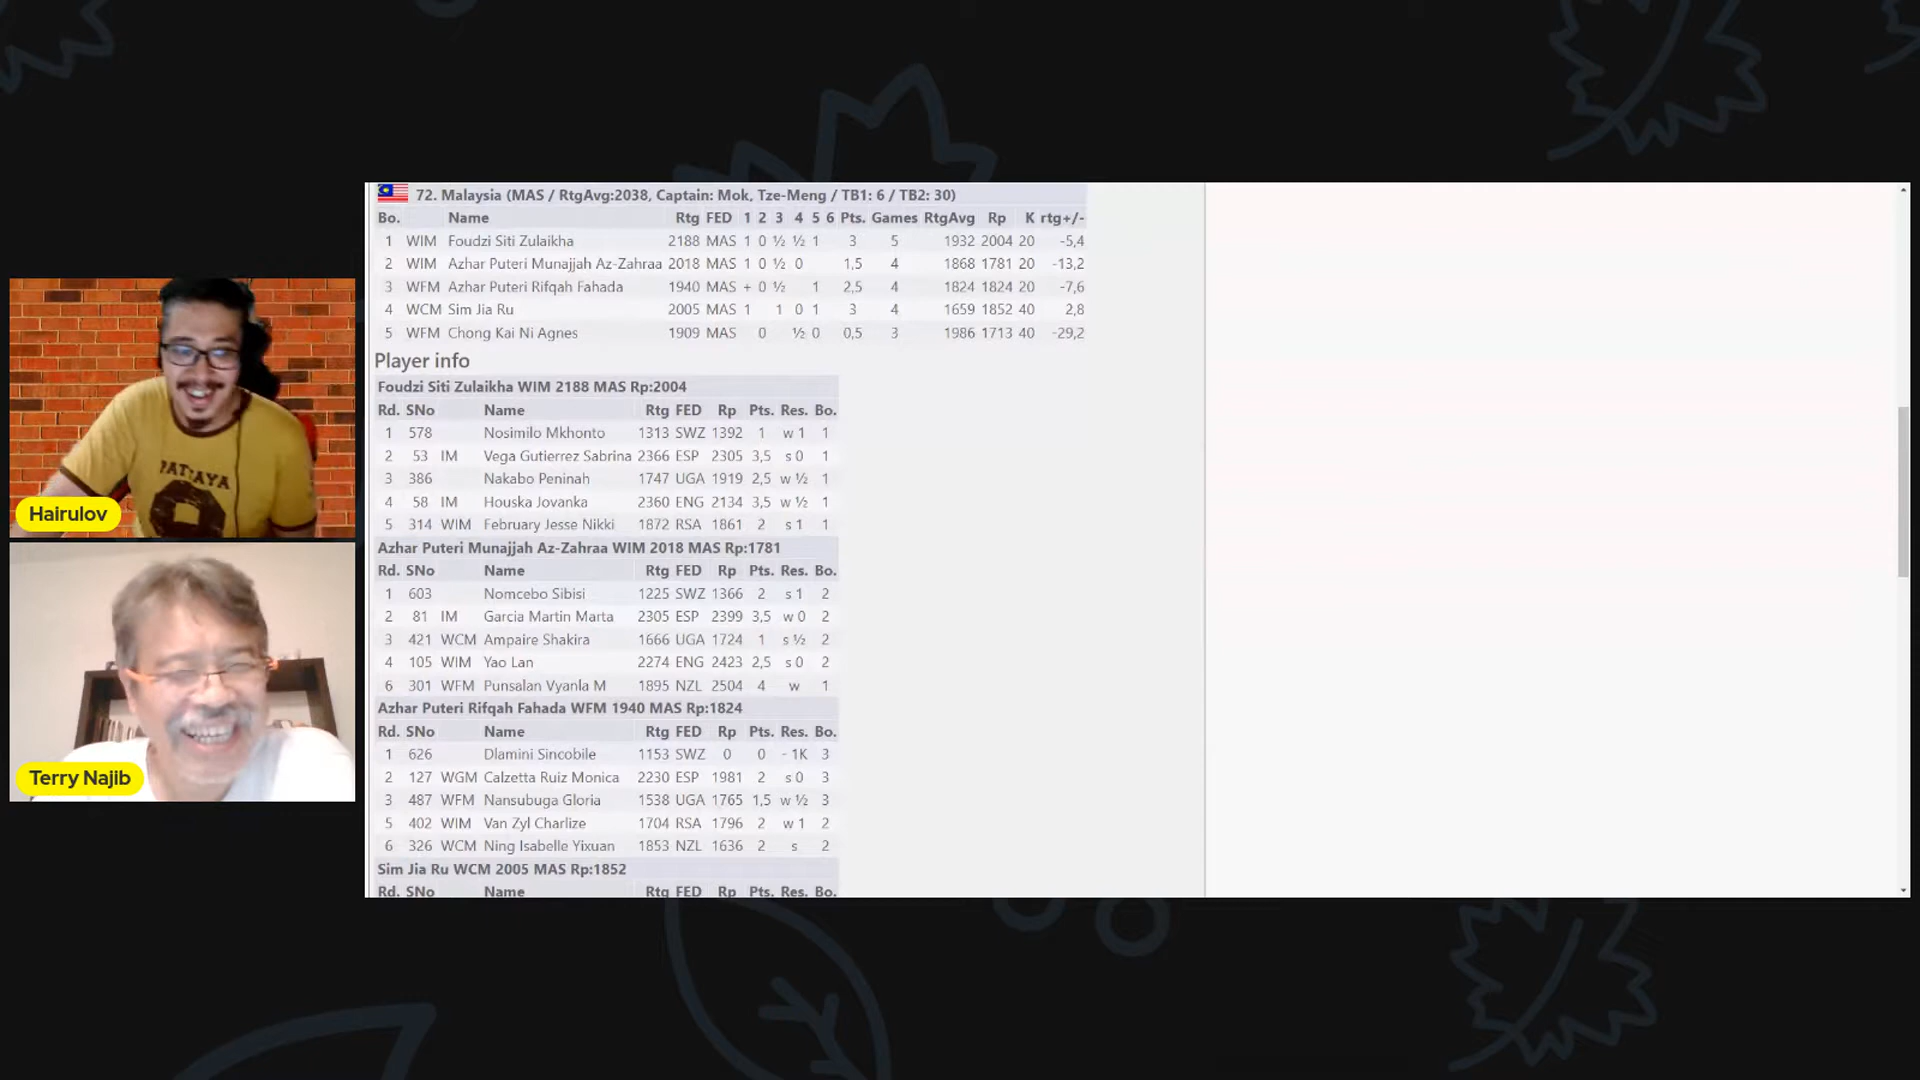 72. Malaysia (MAS / RtgAvg:2038, Captain: Mok, Tze-Meng / TB1: 6 / TB2: 30)
Bo. Name Rtg FED 1 2 3 4 5 6 Pts. Games RtgAvg Rp K rtg+/-
1 WIM Foudzi Siti Zulaikha 2188 MAS 1 0 ½ ½ 1 3 5 1932 2004 20 -5,4
2 WIM Azhar Puteri Munajjah Az-Zahraa 2018 MAS 1 0 ½ 0 1,5 4 1868 1781 20 -13,2
3 WFM Azhar Puteri Rifqah Fahada 1940 MAS + 0 ½ 1 2,5 4 1824 1824 20 -7,6
4 WCM Sim Jia Ru 2005 MAS 1 1 0 1 3 4 1659 1852 40 2,8
5 WFM Chong Kai Ni Agnes 1909 MAS 0 ½ 0 0,5 3 1986 1713 40 -29,2
Player info
Foudzi Siti Zulaikha WIM 2188 MAS Rp:2004
Rd. SNo Name Rtg FED Rp Pts. Res. Bo.
1 578 Nosimilo Mkhonto 1313 SWZ 1392 1 w 1 1
2 53 IM Vega Gutierrez Sabrina 2366 ESP 2305 3,5 s 0 1
3 386 Nakabo Peninah 1747 UGA 1919 2,5 w ½ 1
4 58 IM Houska Jovanka 2360 ENG 2134 3,5 w ½ 1
5 314 WIM February Jesse Nikki 1872 RSA 1861 2 s 1 1
Azhar Puteri Munajjah Az-Zahraa WIM 2018 MAS Rp:1781
Rd. SNo Name Rtg FED Rp Pts. Res. Bo.
1 603 Nomcebo Sibisi 1225 SWZ 1366 2 s 1 2
2 81 IM Garcia Martin Marta 2305 ESP 2399 3,5 w 0 2
3 421 WCM Ampaire Shakira 1666 UGA 1724 1 s ½ 2
4 105 WIM Yao Lan 2274 ENG 2423 2,5 s 0 2
6 301 WFM Punsalan Vyanla M 1895 NZL 2504 4 w 1
Azhar Puteri Rifqah Fahada WFM 1940 MAS Rp:1824
Rd. SNo Name Rtg FED Rp Pts. Res. Bo.
1 626 Dlamini Sincobile 1153 SWZ 0 0 - 1K 3
2 127 WGM Calzetta Ruiz Monica 2230 ESP 1981 2 s 0 3
3 487 WFM Nansubuga Gloria 1538 UGA 1765 1,5 w ½ 3
5 402 WIM Van Zyl Charlize 1704 RSA 1796 2 w 1 2
6 326 WCM Ning Isabelle Yixuan 1853 NZL 1636 2 s 2
Sim Jia Ru WCM 2005 MAS Rp:1852
Rd. SNo Name Rtg FED Rp Pts. Res. Bo.
PATTAYA
Hairulov
Terry Najib